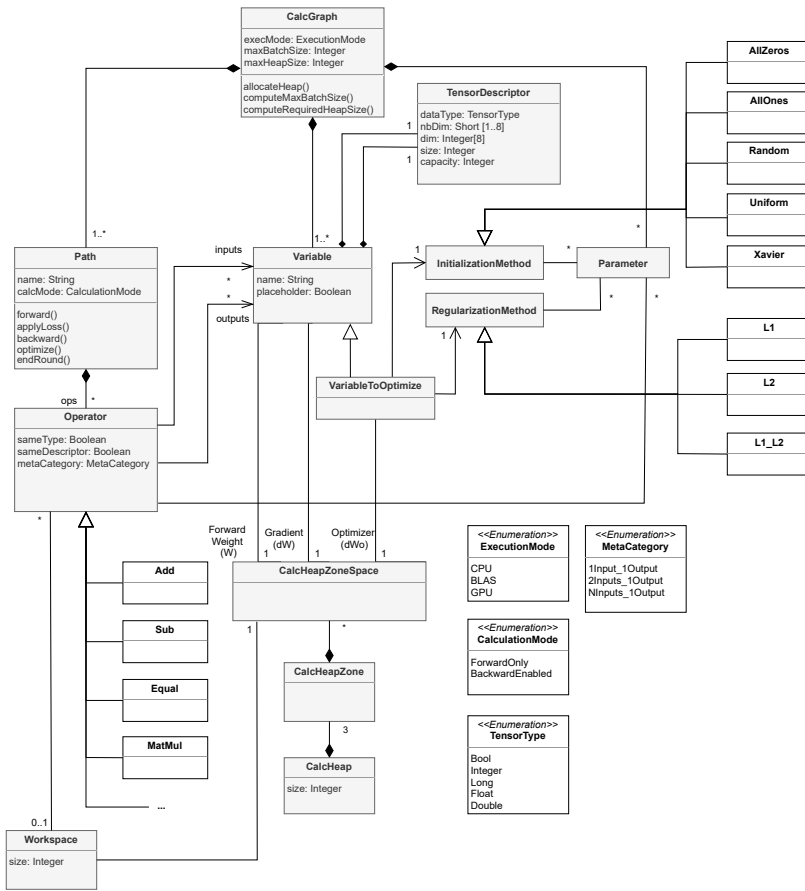 CalcGraph
execMode: ExecutionMode
maxBatchSize: Integer
maxHeapSize: Integer
allocateHeap()
computeMaxBatchSize()
computeRequiredHeapSize()
TensorDescriptor
dataType: TensorType
nbDim: Short [1..8]
dim: Integer[8]
size: Integer
capacity: Integer
1
1
AllZeros
AllOnes
Random
Uniform
Xavier
1..*
1..*
*
Path
name: String
calcMode: CalculationMode
forward()
applyLoss()
backward()
optimize()
endRound()
inputs
*
*
outputs
Variable
name: String
placeholder: Boolean
1
InitializationMethod
*
Parameter
*
*
RegularizationMethod
1
VariableToOptimize
L1
L2
L1_L2
ops
*
Operator
sameType: Boolean
sameDescriptor: Boolean
metaCategory: MetaCategory
*
*
Forward
Weight
(W)
Gradient
(dW)
Optimizer
(dWo)
1
1
1
CalcHeapZoneSpace
1
*
CalcHeapZone
3
CalcHeap
size: Integer
Add
Sub
Equal
MatMul
...
0..1
Workspace
size: Integer
<<Enumeration>>
ExecutionMode
CPU
BLAS
GPU
<<Enumeration>>
MetaCategory
1Input_1Output
2Inputs_1Output
NInputs_1Output
<<Enumeration>>
CalculationMode
ForwardOnly
BackwardEnabled
<<Enumeration>>
TensorType
Bool
Integer
Long
Float
Double